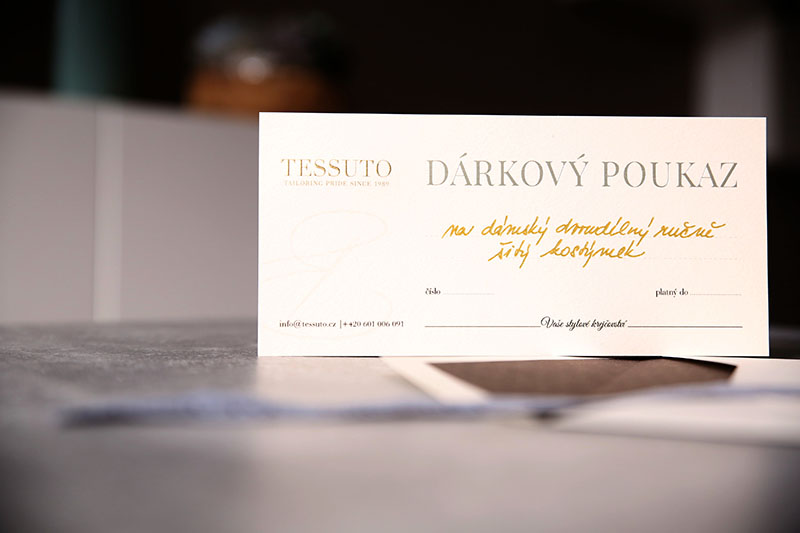 TESSUTO
TAILORING PRIDE SINCE 1989
DÁRKOVÝ POUKAZ
na dámský dvoudílný ručně
šitý kostýmek
číslo
platný do
info@tessuto.cz | +420 601 006 091
Vaše stylové krejčovství